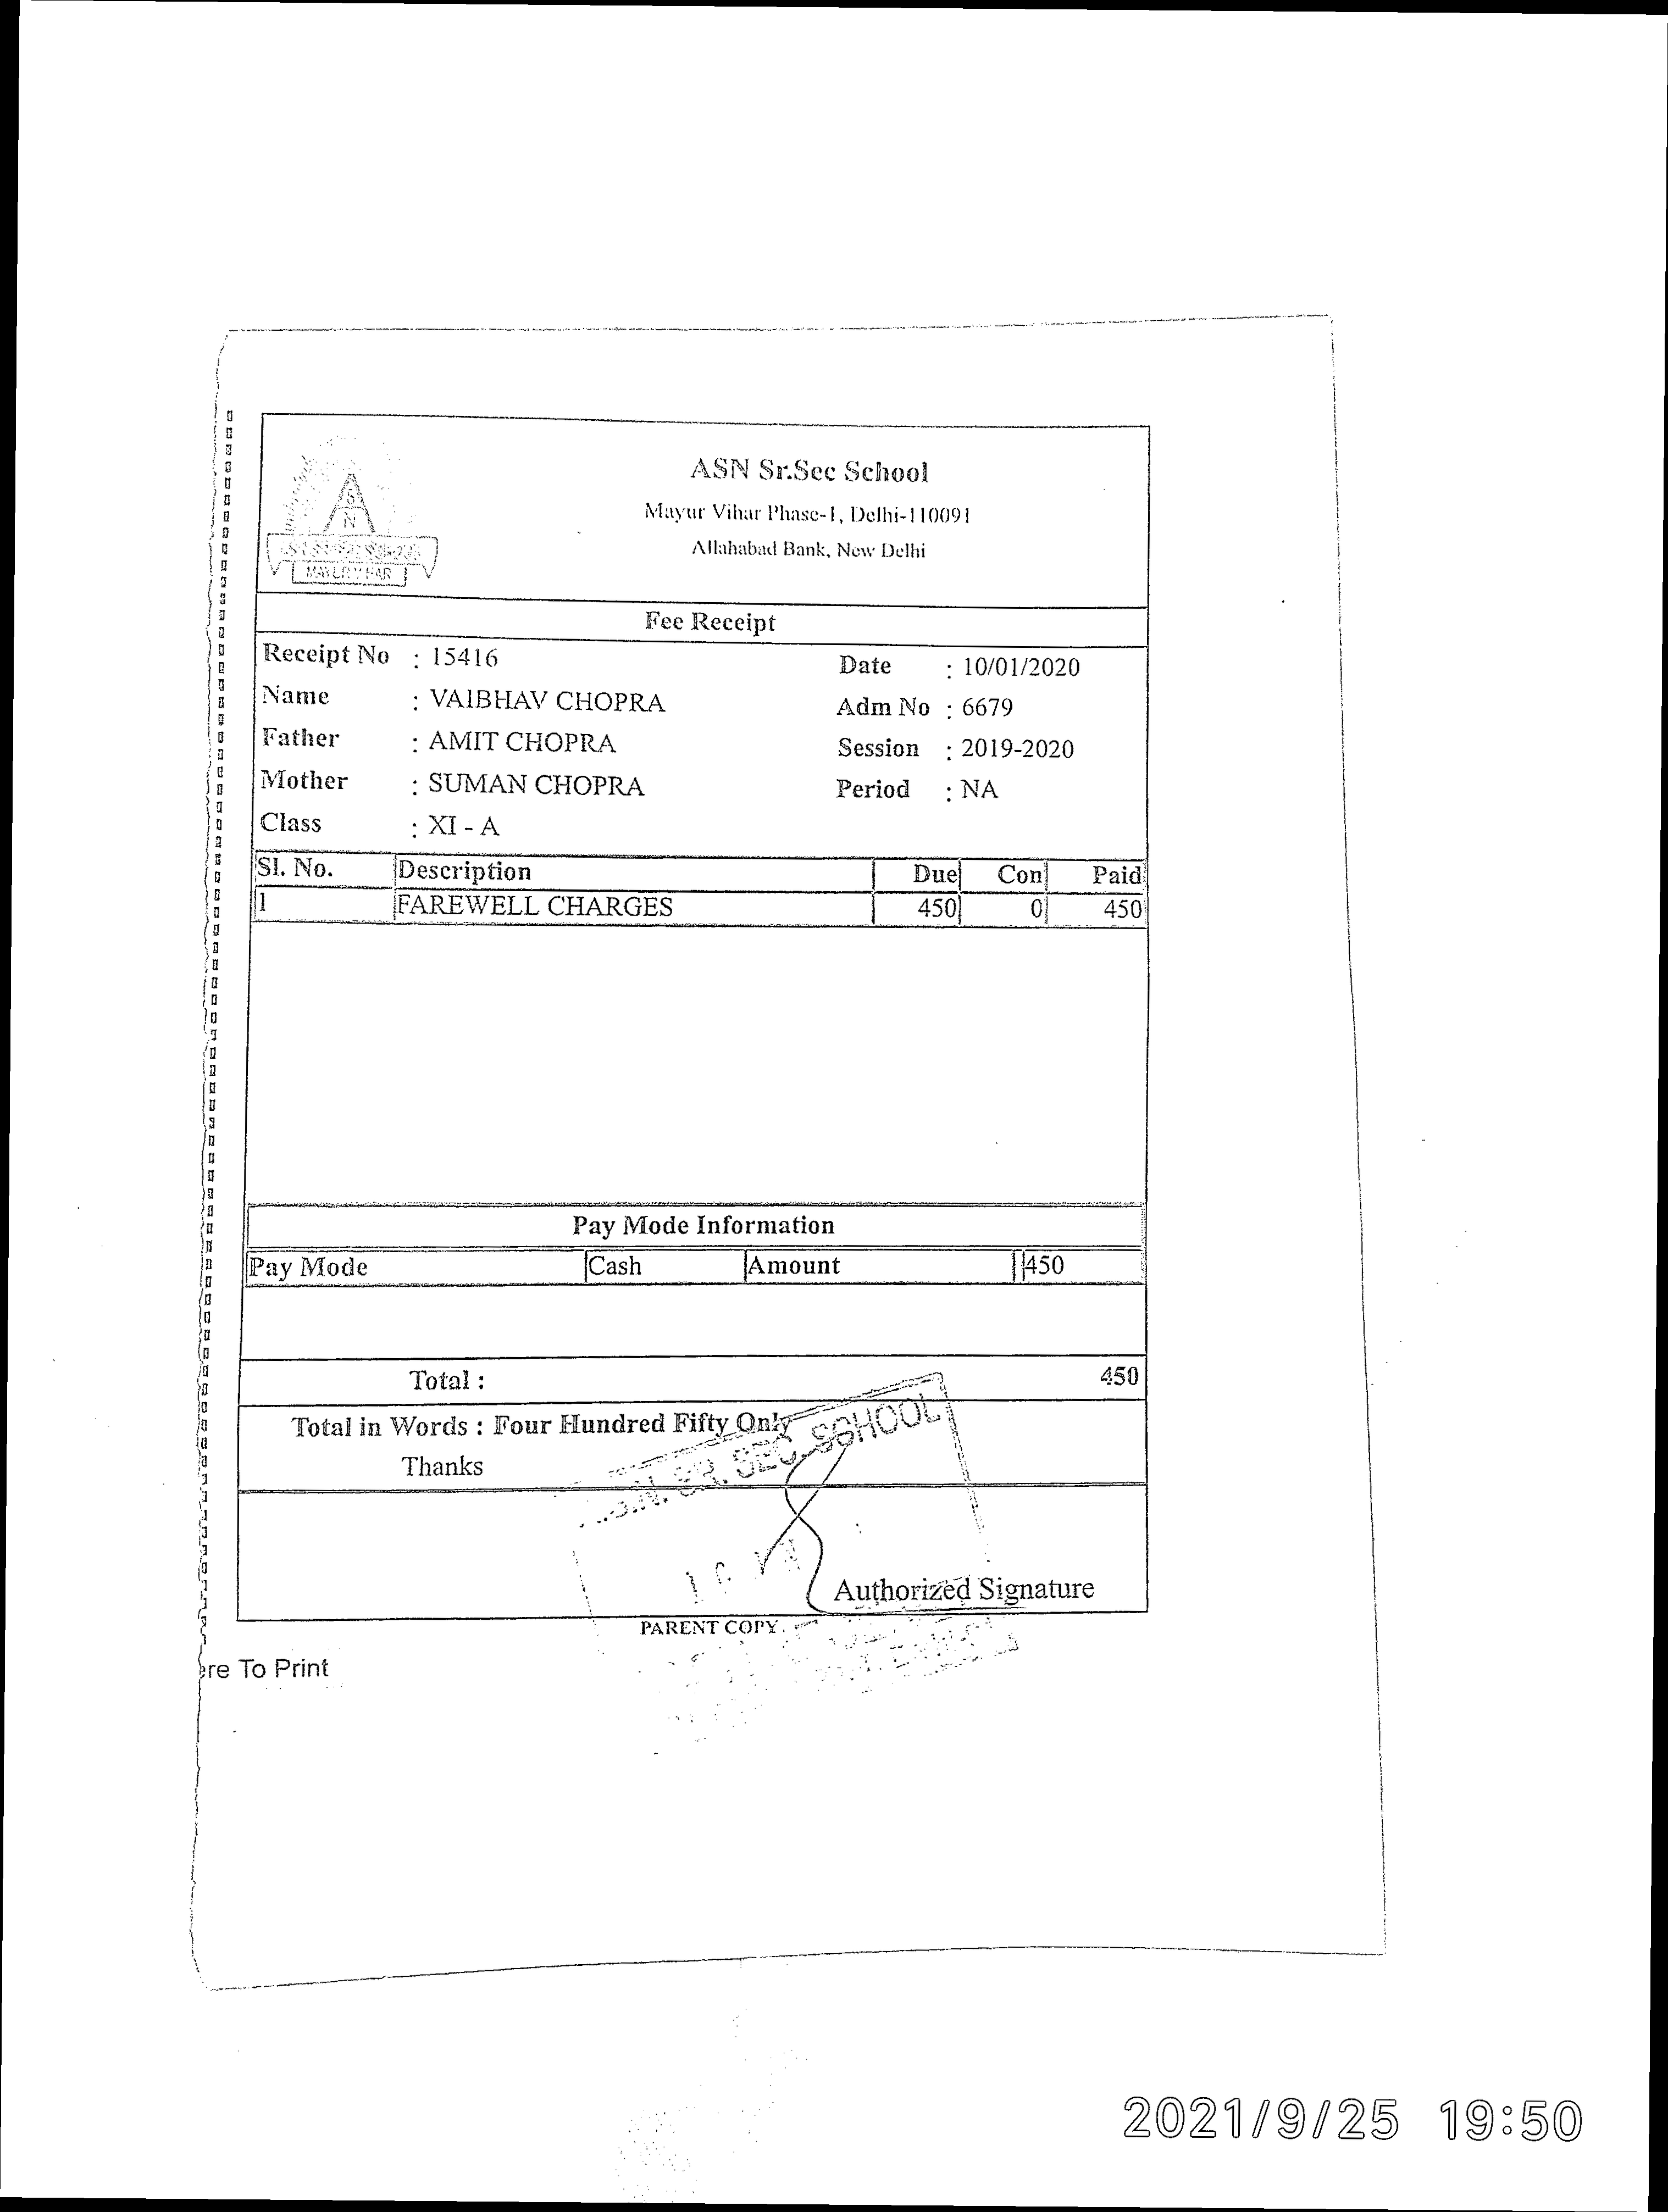 ASN Sr.Sec School
Mayur Vihar Phase-1, Delhi-110091
Allahabad Bank, New Delhi
A
S
N
MAYUR VIHAR
Fee Receipt
Receipt No : 15416 Date : 10/01/2020
Name : VAIBHAV CHOPRA Adm No : 6679
Father : AMIT CHOPRA Session : 2019-2020
Mother : SUMAN CHOPRA Period : NA
Class : XI - A
Sl. No. Description Due Con Paid
1 FAREWELL CHARGES 450 0 450
Pay Mode Information
Pay Mode Cash Amount 450
Total : 450
Total in Words : Four Hundred Fifty Only
Thanks
SR. SEC. SCHOOL
Authorized Signature
PARENT COPY
ere To Print
2021/9/25 19:50